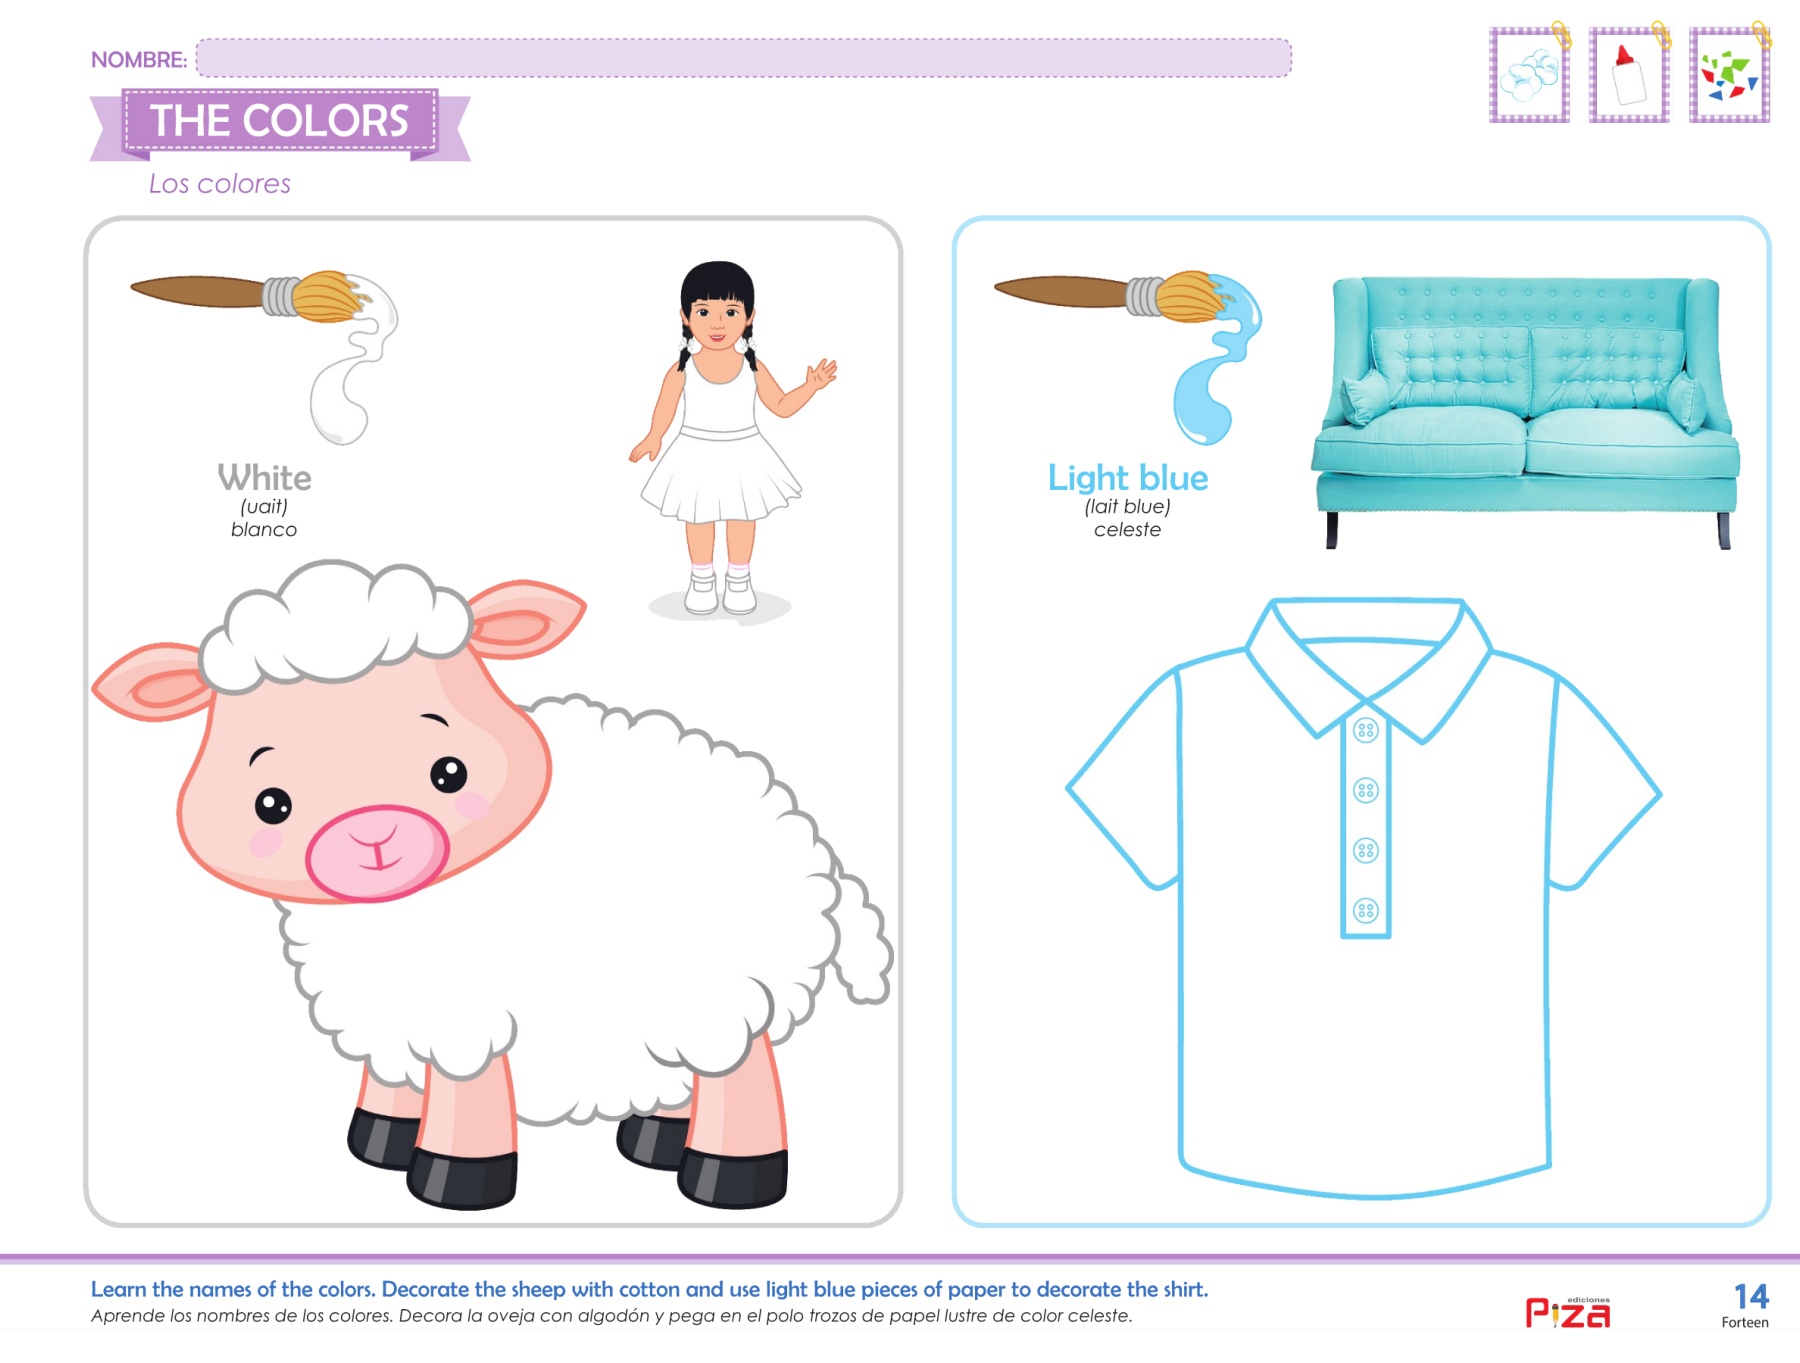 NOMBRE:
THE COLORS
Los colores
White
(uait)
blanco
Light blue
(lait blue)
celeste
Learn the names of the colors. Decorate the sheep with cotton and use light blue pieces of paper to decorate the shirt.
Aprende los nombres de los colores. Decora la oveja con algodón y pega en el polo trozos de papel lustre de color celeste.
ediciones
Piza
14
Forteen